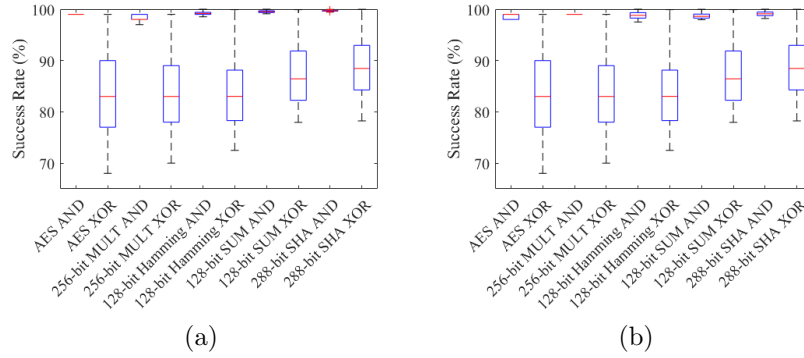 Success Rate (%)
100
90
80
70
AES AND
AES XOR
256-bit MULT AND
256-bit MULT XOR
128-bit Hamming AND
128-bit Hamming XOR
128-bit SUM AND
128-bit SUM XOR
288-bit SHA AND
288-bit SHA XOR
(a)
Success Rate (%)
100
90
80
70
AES AND
AES XOR
256-bit MULT AND
256-bit MULT XOR
128-bit Hamming AND
128-bit Hamming XOR
128-bit SUM AND
128-bit SUM XOR
288-bit SHA AND
288-bit SHA XOR
(b)